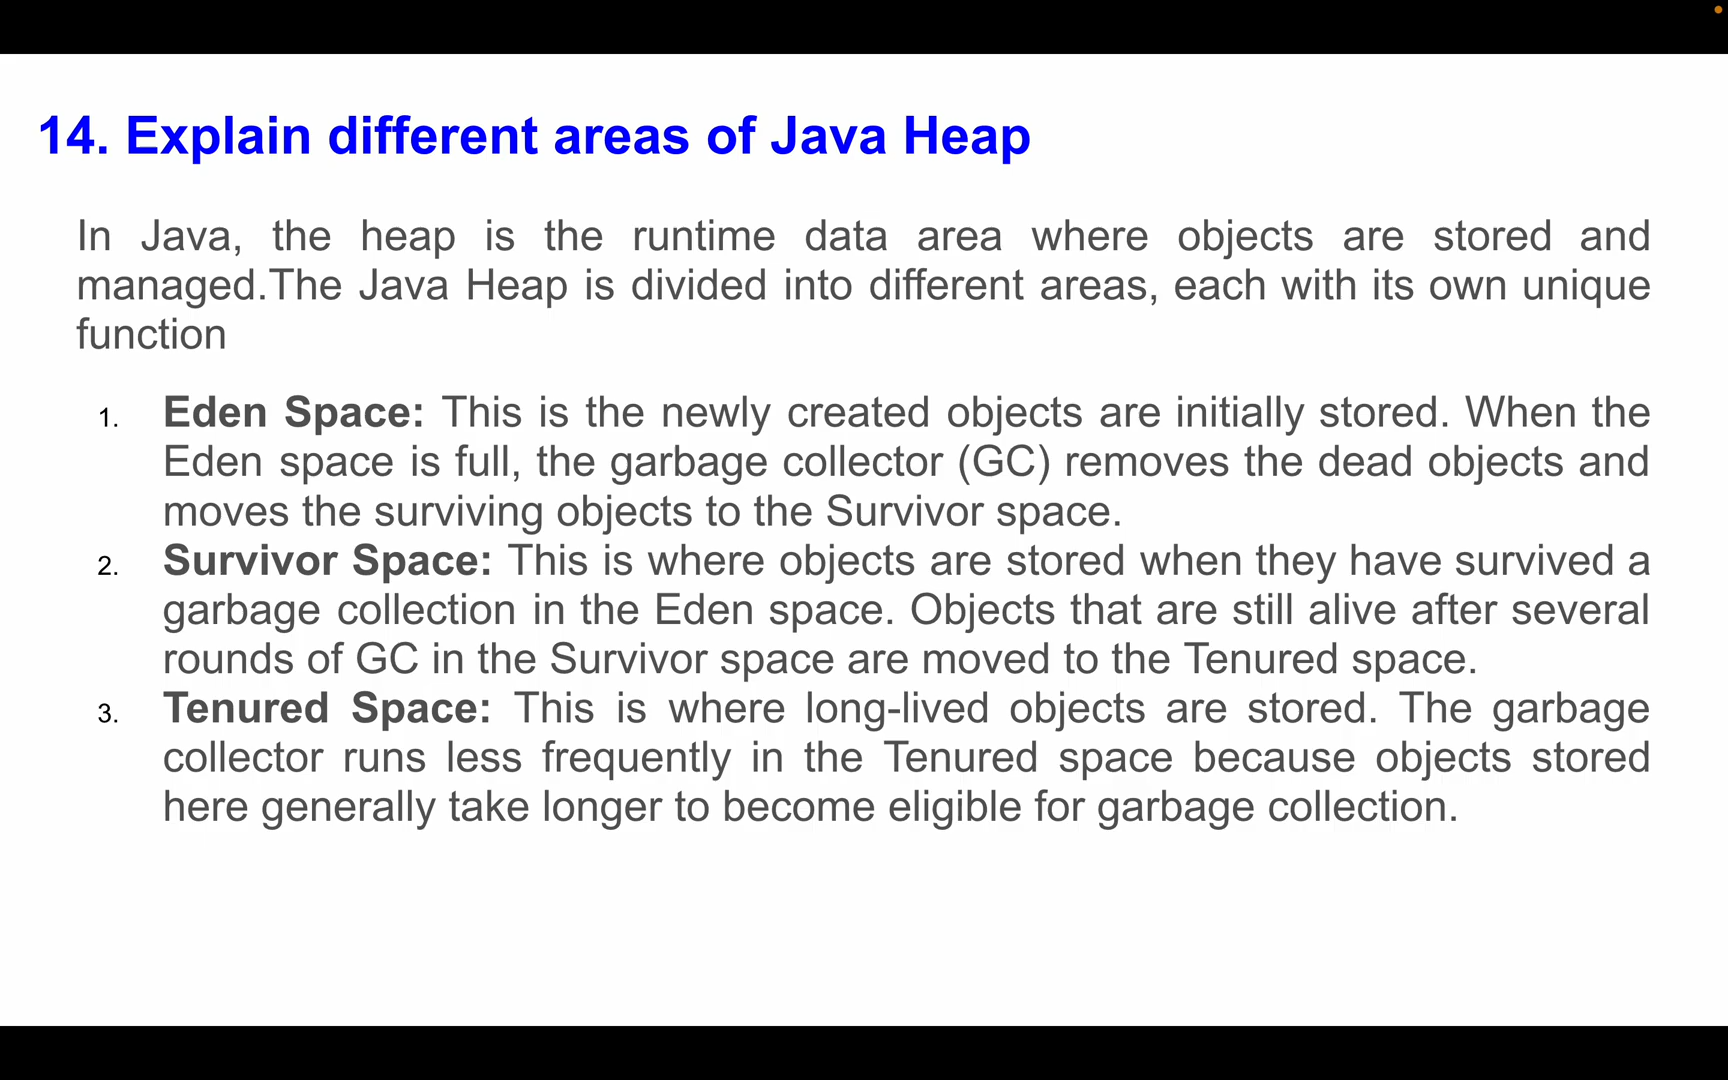 14. Explain different areas of Java Heap
In Java, the heap is the runtime data area where objects are stored and
managed.The Java Heap is divided into different areas, each with its own unique
function
1. Eden Space: This is the newly created objects are initially stored. When the
Eden space is full, the garbage collector (GC) removes the dead objects and
moves the surviving objects to the Survivor space.
2. Survivor Space: This is where objects are stored when they have survived a
garbage collection in the Eden space. Objects that are still alive after several
rounds of GC in the Survivor space are moved to the Tenured space.
3. Tenured Space: This is where long-lived objects are stored. The garbage
collector runs less frequently in the Tenured space because objects stored
here generally take longer to become eligible for garbage collection.